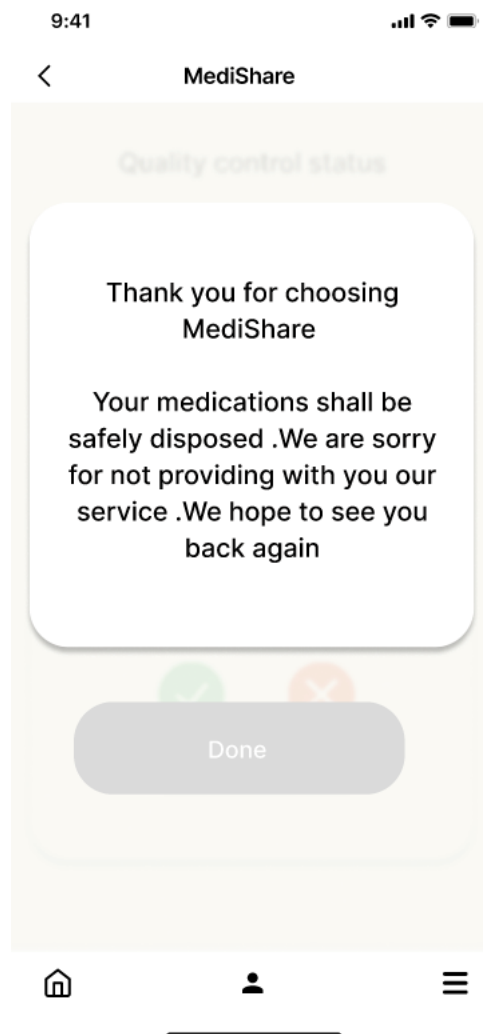 9:41
MediShare
Quality control status
Thank you for choosing
MediShare
Your medications shall be
safely disposed .We are sorry
for not providing with you our
service .We hope to see you
back again
Done